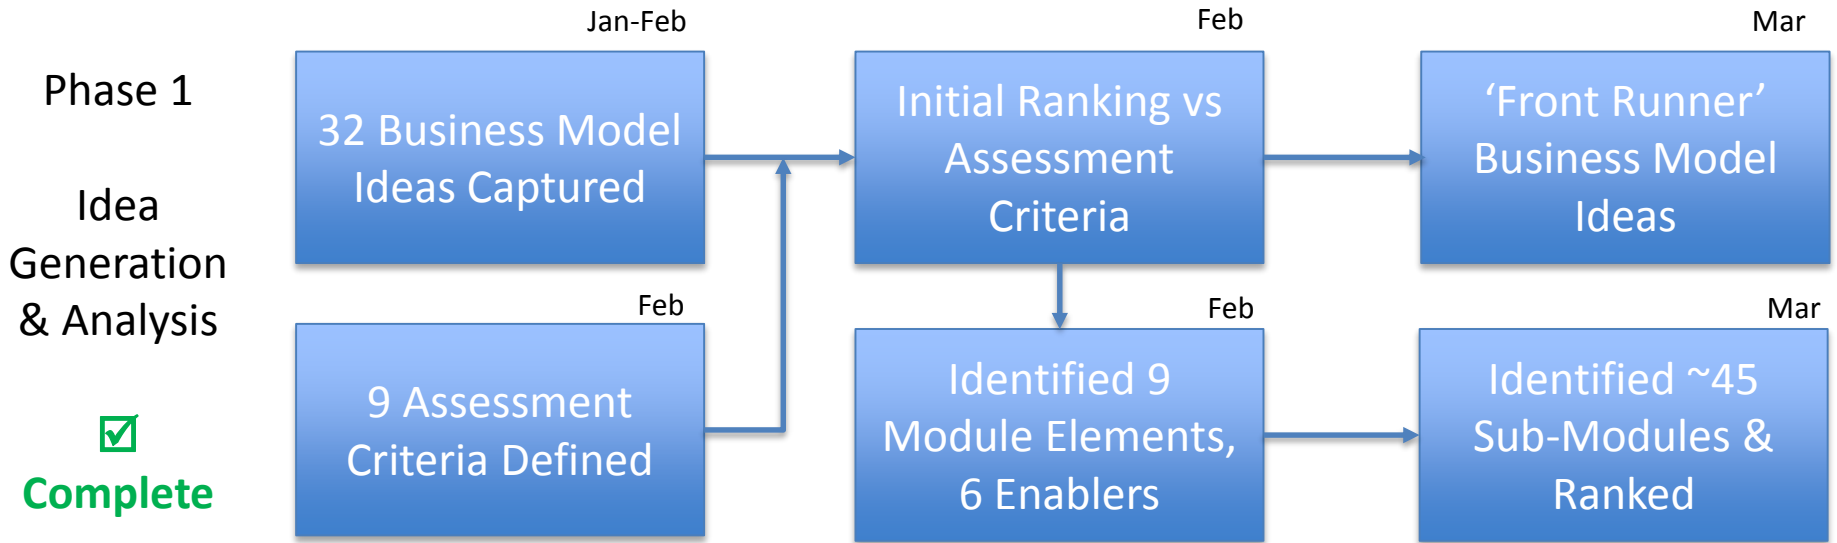 Phase 1
Idea
Generation
& Analysis
☑
Complete
Jan-Feb
32 Business Model
Ideas Captured
Feb
Initial Ranking vs
Assessment
Criteria
Mar
‘Front Runner’
Business Model
Ideas
Feb
9 Assessment
Criteria Defined
Feb
Identified 9
Module Elements,
6 Enablers
Mar
Identified ~45
Sub-Modules &
Ranked